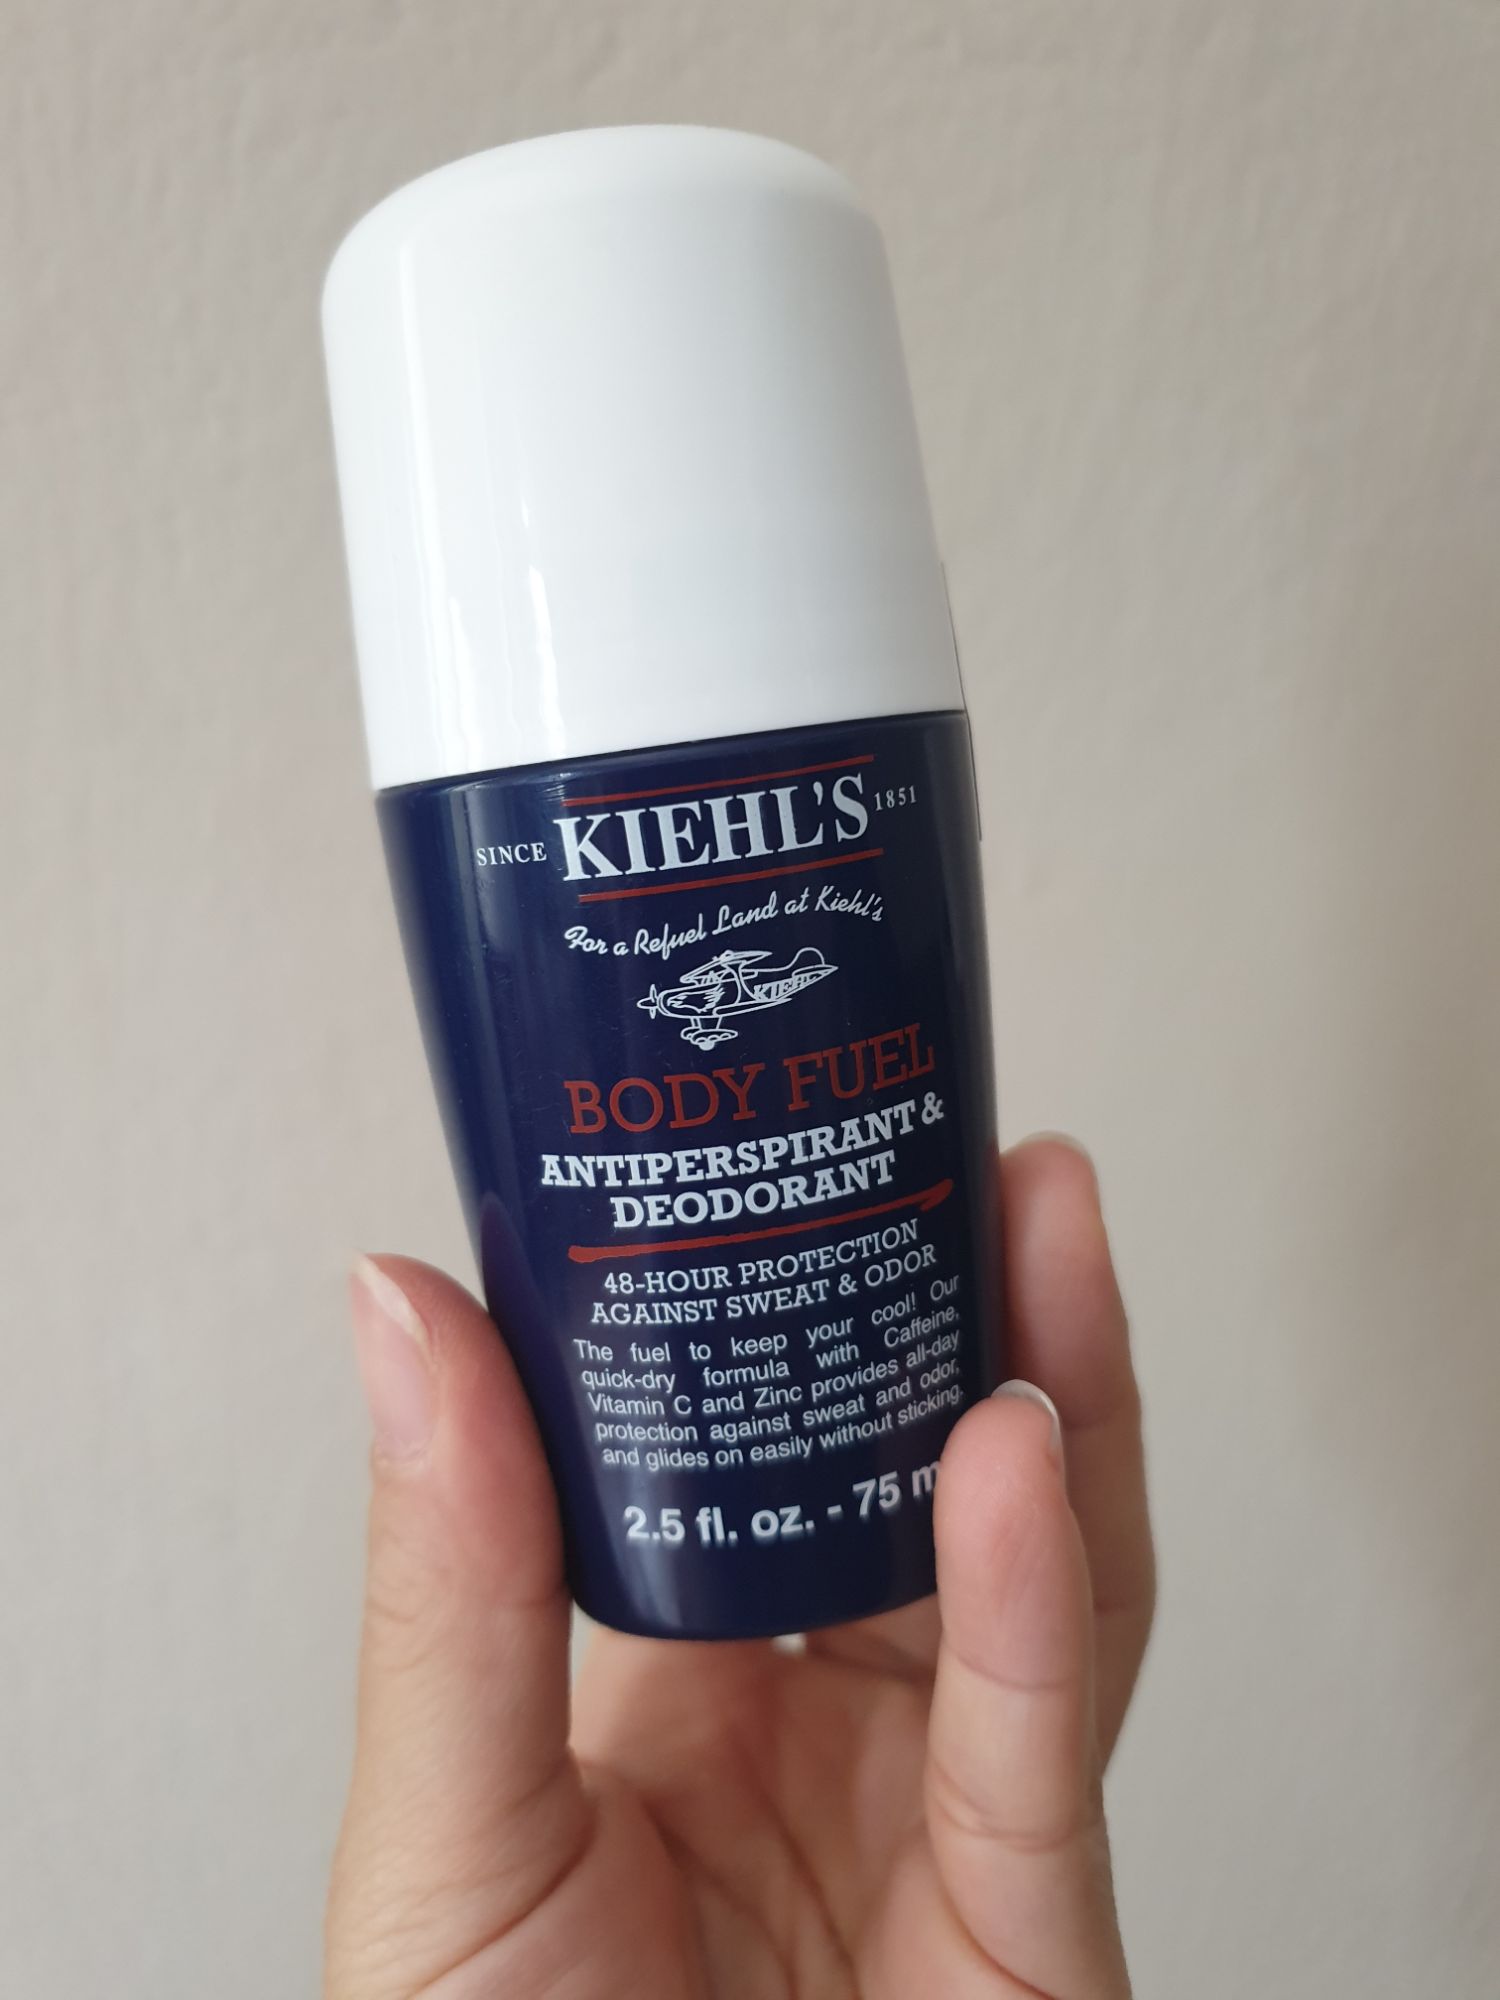 SINCE KIEHL'S 1851
For a Refuel Land at Kiehl's
BODY FUEL
ANTIPERSPIRANT &
DEODORANT
48-HOUR PROTECTION
AGAINST SWEAT & ODOR
The fuel to keep your cool! Our
quick-dry formula with Caffeine,
Vitamin C and Zinc provides all-day
protection against sweat and odor,
and glides on easily without sticking.
2.5 fl. oz. - 75 m